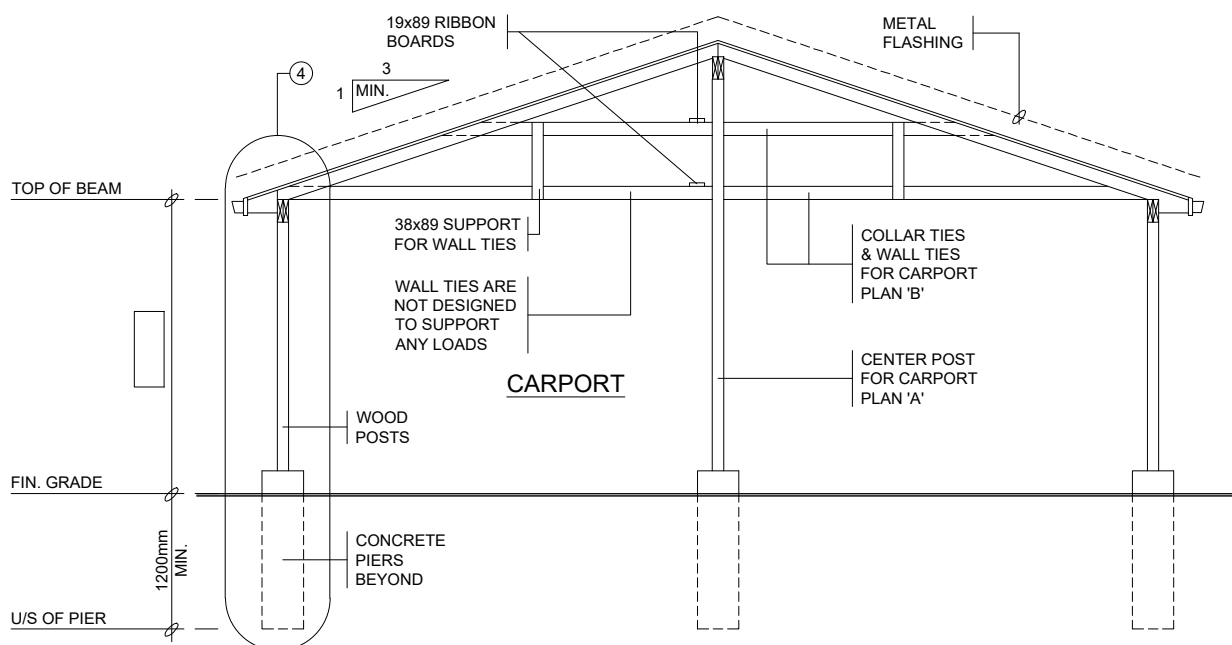 19x89 RIBBON
BOARDS
METAL
FLASHING
4
3
1
MIN.
TOP OF BEAM
38x89 SUPPORT
FOR WALL TIES
COLLAR TIES
& WALL TIES
FOR CARPORT
PLAN 'B'
WALL TIES ARE
NOT DESIGNED
TO SUPPORT
ANY LOADS
CARPORT
CENTER POST
FOR CARPORT
PLAN 'A'
WOOD
POSTS
FIN. GRADE
1200mm
MIN.
CONCRETE
PIERS
BEYOND
U/S OF PIER